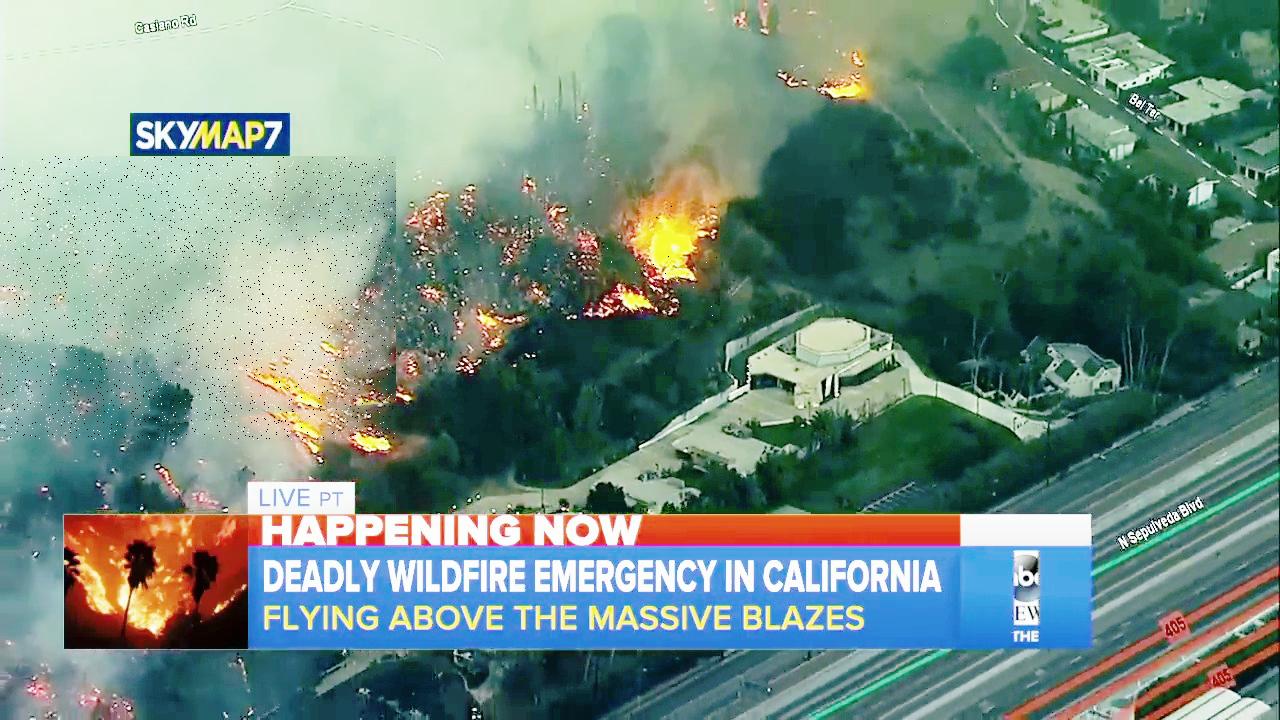 Casiano Rd
SKYMAP7
Bel Ter
LIVE PT
HAPPENING NOW
DEADLY WILDFIRE EMERGENCY IN CALIFORNIA
FLYING ABOVE THE MASSIVE BLAZES
THE
N Sepulveda Blvd
405
405